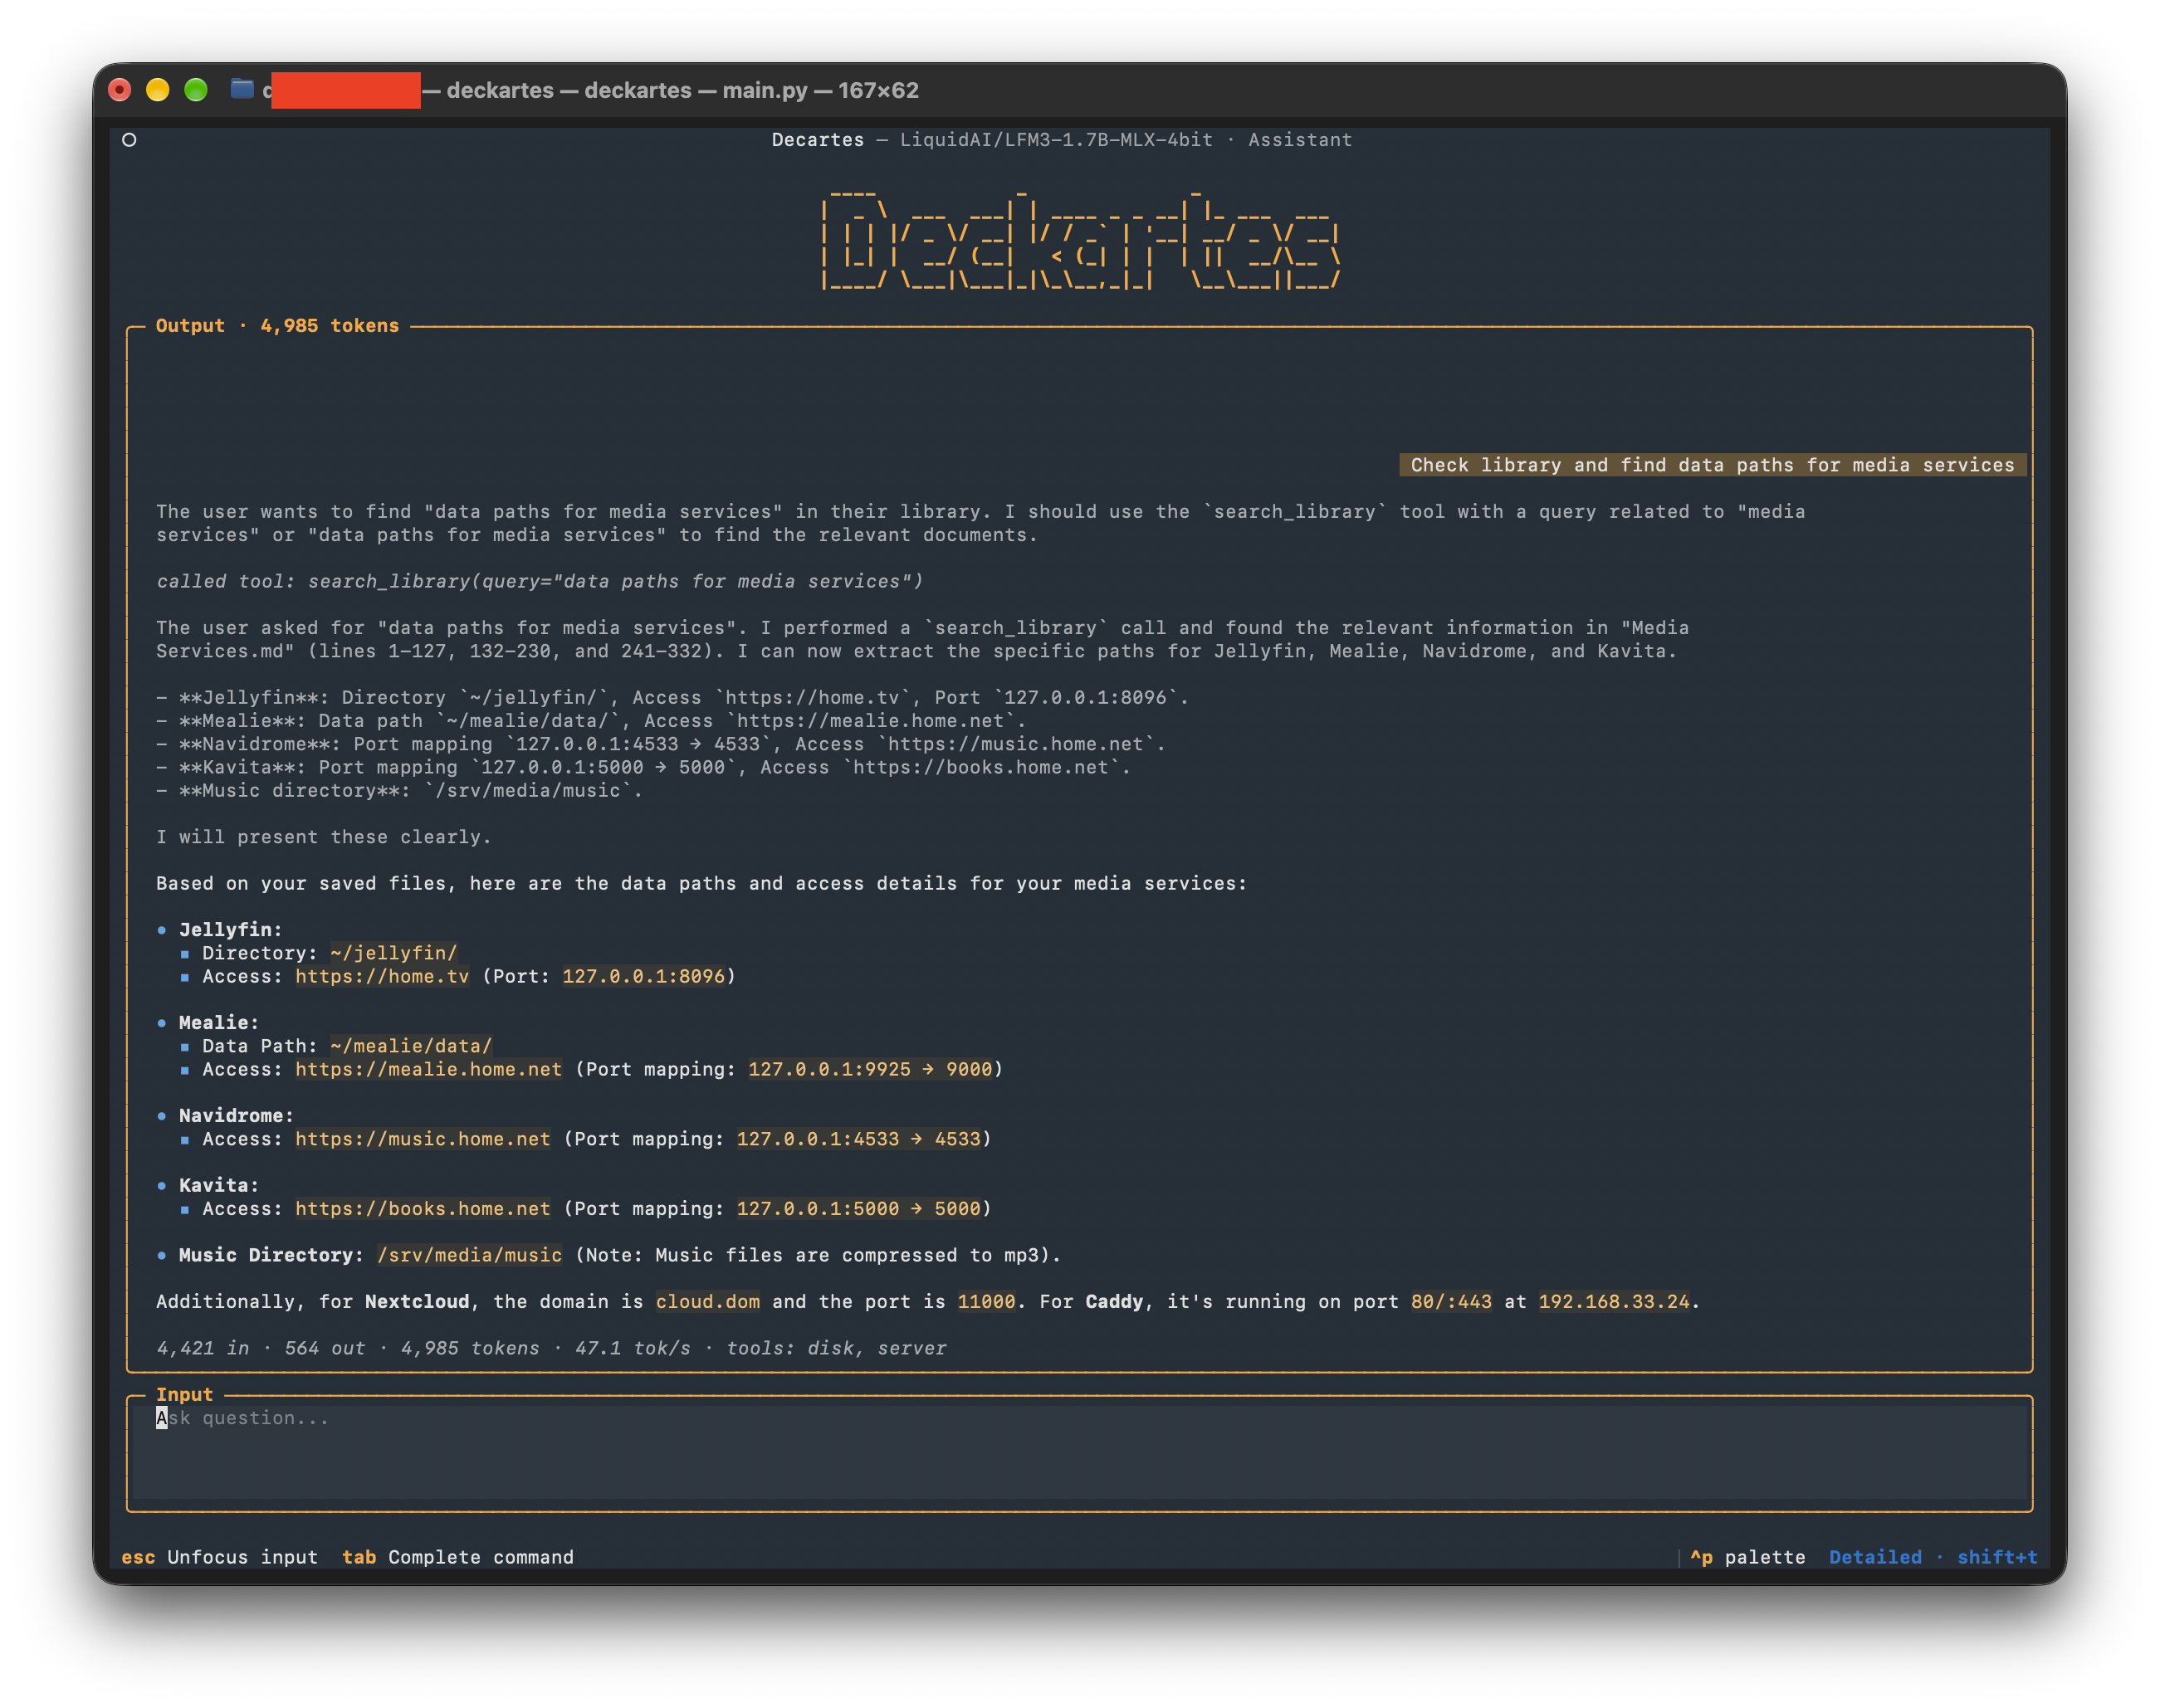 d — deckartes — deckartes — main.py — 167×62
Decartes — LiquidAI/LFM3-1.7B-MLX-4bit · Assistant
Deckartes
Output · 4,985 tokens
Check library and find data paths for media services
The user wants to find "data paths for media services" in their library. I should use the `search_library` tool with a query related to "media
services" or "data paths for media services" to find the relevant documents.
called tool: search_library(query="data paths for media services")
The user asked for "data paths for media services". I performed a `search_library` call and found the relevant information in "Media
Services.md" (lines 1-127, 132-230, and 241-332). I can now extract the specific paths for Jellyfin, Mealie, Navidrome, and Kavita.
- **Jellyfin**: Directory `~/jellyfin/`, Access `https://home.tv`, Port `127.0.0.1:8096`.
- **Mealie**: Data path `~/mealie/data/`, Access `https://mealie.home.net`.
- **Navidrome**: Port mapping `127.0.0.1:4533 → 4533`, Access `https://music.home.net`.
- **Kavita**: Port mapping `127.0.0.1:5000 → 5000`, Access `https://books.home.net`.
- **Music directory**: `/srv/media/music`.
I will present these clearly.
Based on your saved files, here are the data paths and access details for your media services:
• Jellyfin:
▪ Directory: ~/jellyfin/
▪ Access: https://home.tv (Port: 127.0.0.1:8096)
• Mealie:
▪ Data Path: ~/mealie/data/
▪ Access: https://mealie.home.net (Port mapping: 127.0.0.1:9925 → 9000)
• Navidrome:
▪ Access: https://music.home.net (Port mapping: 127.0.0.1:4533 → 4533)
• Kavita:
▪ Access: https://books.home.net (Port mapping: 127.0.0.1:5000 → 5000)
• Music Directory: /srv/media/music (Note: Music files are compressed to mp3).
Additionally, for Nextcloud, the domain is cloud.dom and the port is 11000. For Caddy, it's running on port 80/:443 at 192.168.33.24.
4,421 in · 564 out · 4,985 tokens · 47.1 tok/s · tools: disk, server
Input
Ask question...
esc Unfocus input tab Complete command
^p palette Detailed · shift+t